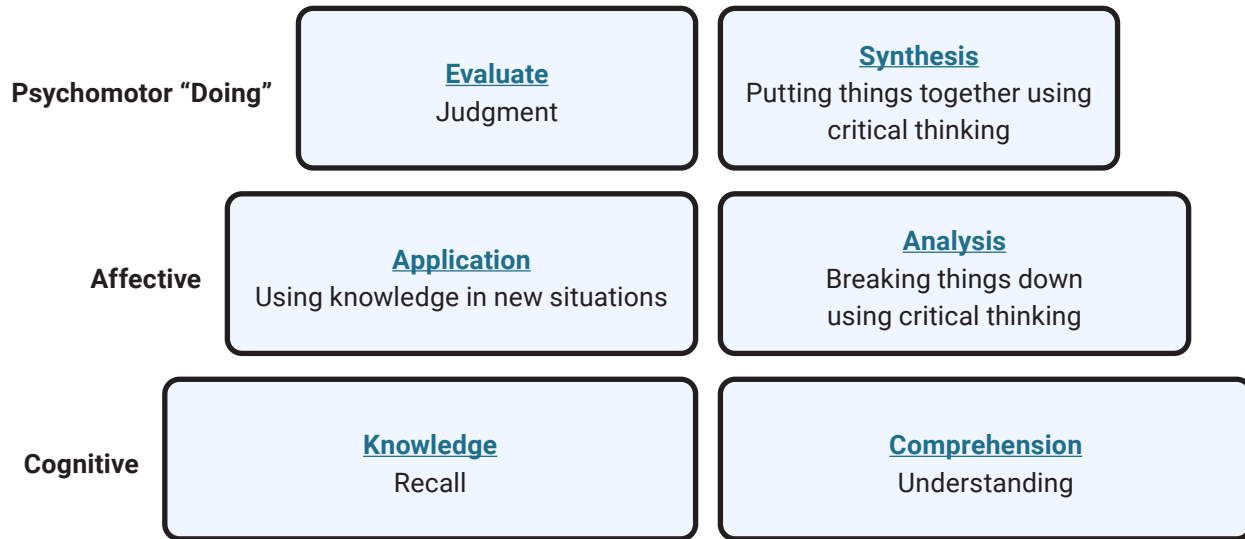 Psychomotor “Doing”
Evaluate
Judgment
Synthesis
Putting things together using
critical thinking
Affective
Application
Using knowledge in new situations
Analysis
Breaking things down
using critical thinking
Cognitive
Knowledge
Recall
Comprehension
Understanding